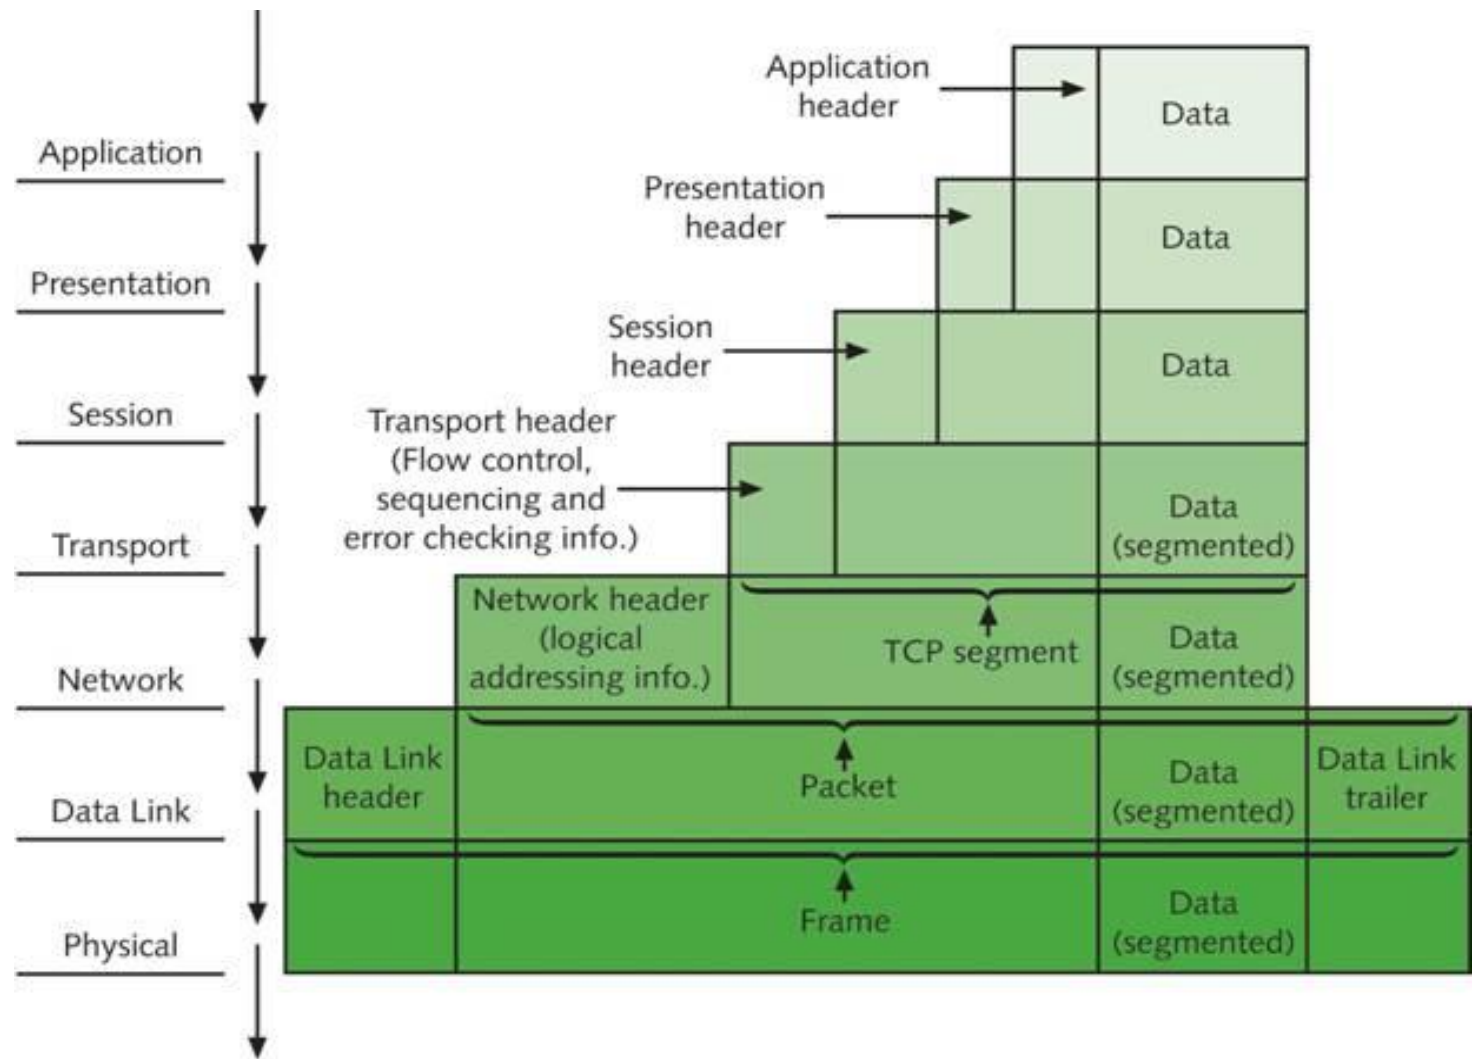 Application
header
Data
Application
Presentation
header
Data
Presentation
Session
header
Data
Session
Transport header
(Flow control,
sequencing and
error checking info.)
Data
(segmented)
Transport
Network header
(logical
addressing info.)
TCP segment
Data
(segmented)
Network
Data Link
header
Packet
Data
(segmented)
Data Link
trailer
Data Link
Frame
Data
(segmented)
Physical